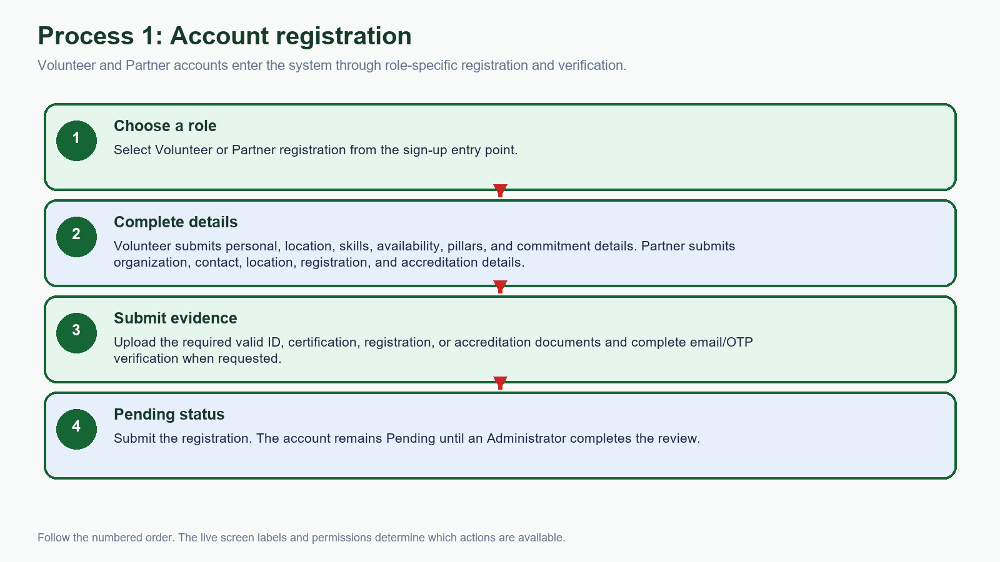 Process 1: Account registration
Volunteer and Partner accounts enter the system through role-specific registration and verification.
1
Choose a role
Select Volunteer or Partner registration from the sign-up entry point.
2
Complete details
Volunteer submits personal, location, skills, availability, pillars, and commitment details. Partner submits
organization, contact, location, registration, and accreditation details.
3
Submit evidence
Upload the required valid ID, certification, registration, or accreditation documents and complete email/OTP
verification when requested.
4
Pending status
Submit the registration. The account remains Pending until an Administrator completes the review.
Follow the numbered order. The live screen labels and permissions determine which actions are available.